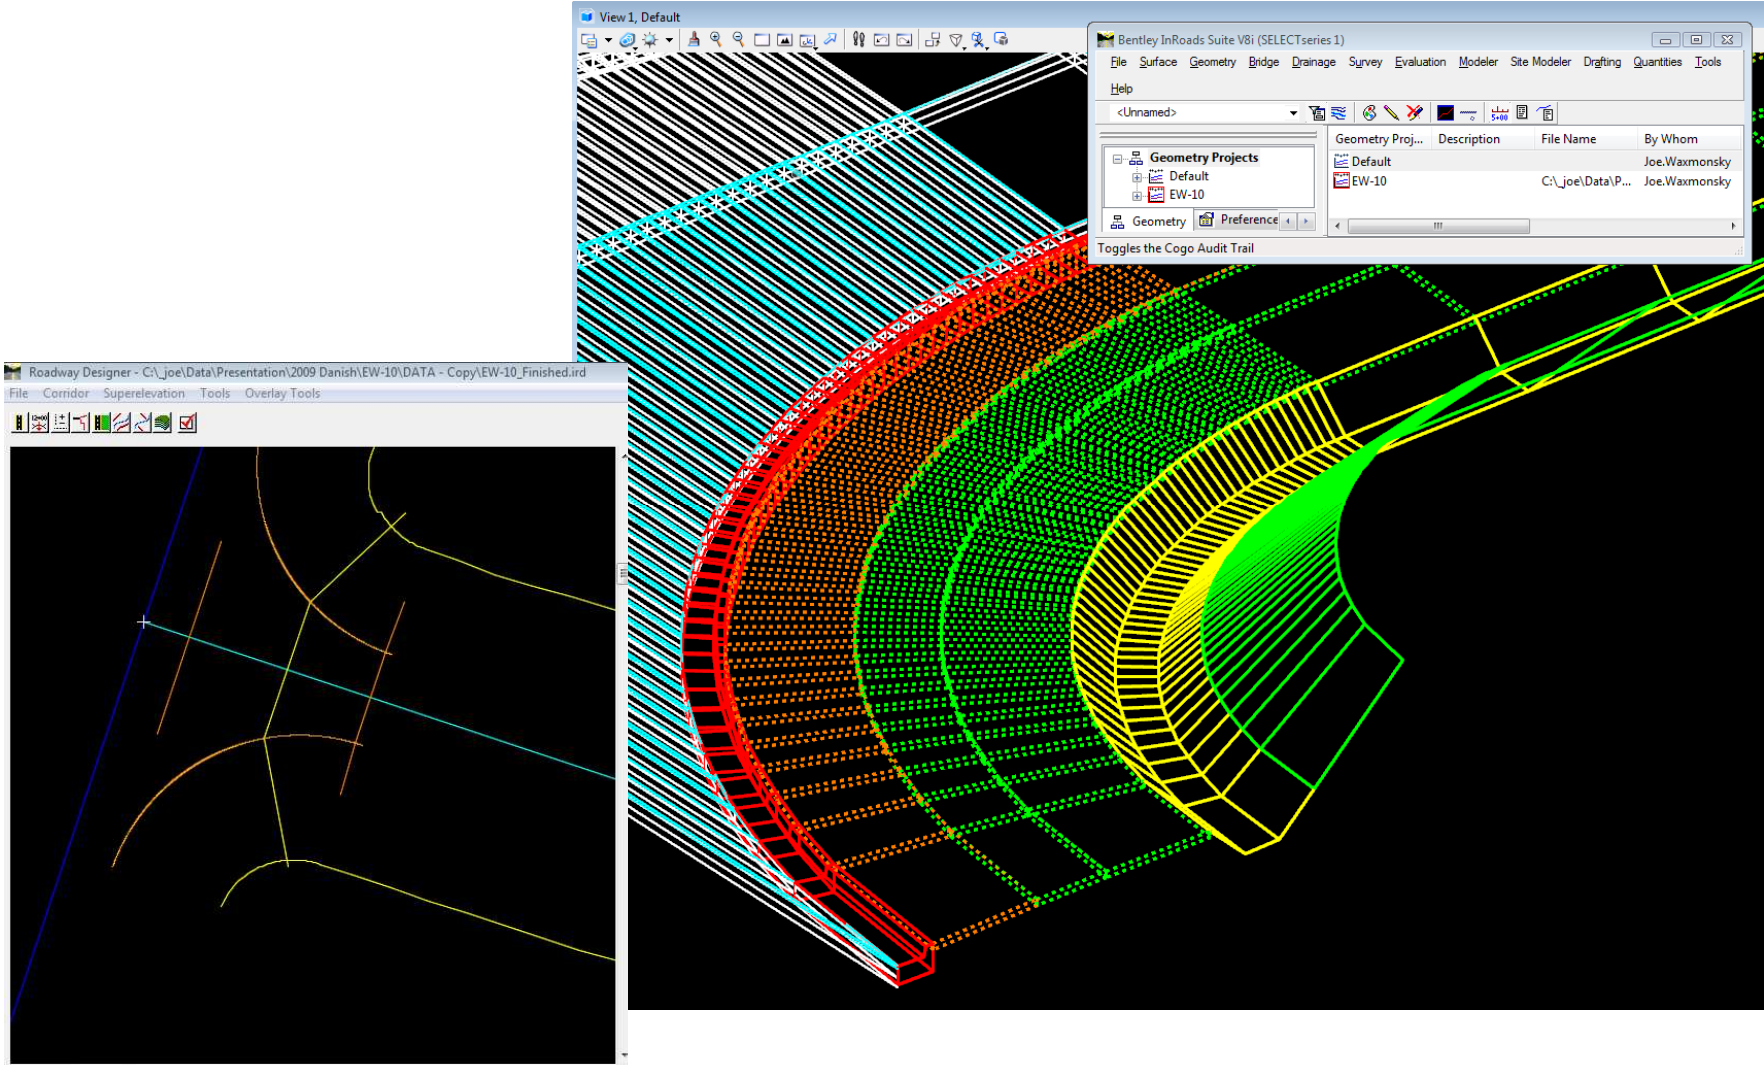 View 1, Default
Bentley InRoads Suite V8i (SELECTseries 1)
File Surface Geometry Bridge Drainage Survey Evaluation Modeler Site Modeler Drafting Quantities Tools
Help
<Unnamed>
5+00
Geometry Proj... Description File Name By Whom
Geometry Projects
Default
EW-10
Default Joe.Waxmonsky
EW-10 C:\_joe\Data\P... Joe.Waxmonsky
Geometry Preference
Toggles the Cogo Audit Trail
Roadway Designer - C:\_joe\Data\Presentation\2009 Danish\EW-10\DATA - Copy\EW-10_Finished.ird
File Corridor Superelevation Tools Overlay Tools